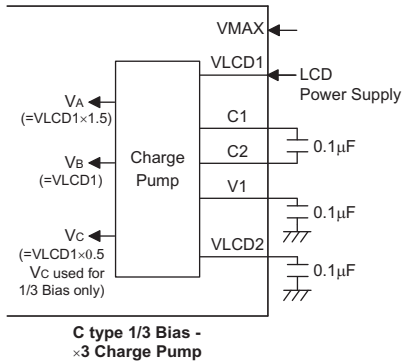 VMAX
VLCD1
LCD
Power Supply
VA
(=VLCD1×1.5)
C1
0.1μF
C2
VB
(=VLCD1)
Charge
Pump
V1
0.1μF
VC
(=VLCD1×0.5
VC used for
1/3 Bias only)
VLCD2
0.1μF
C type 1/3 Bias -
×3 Charge Pump